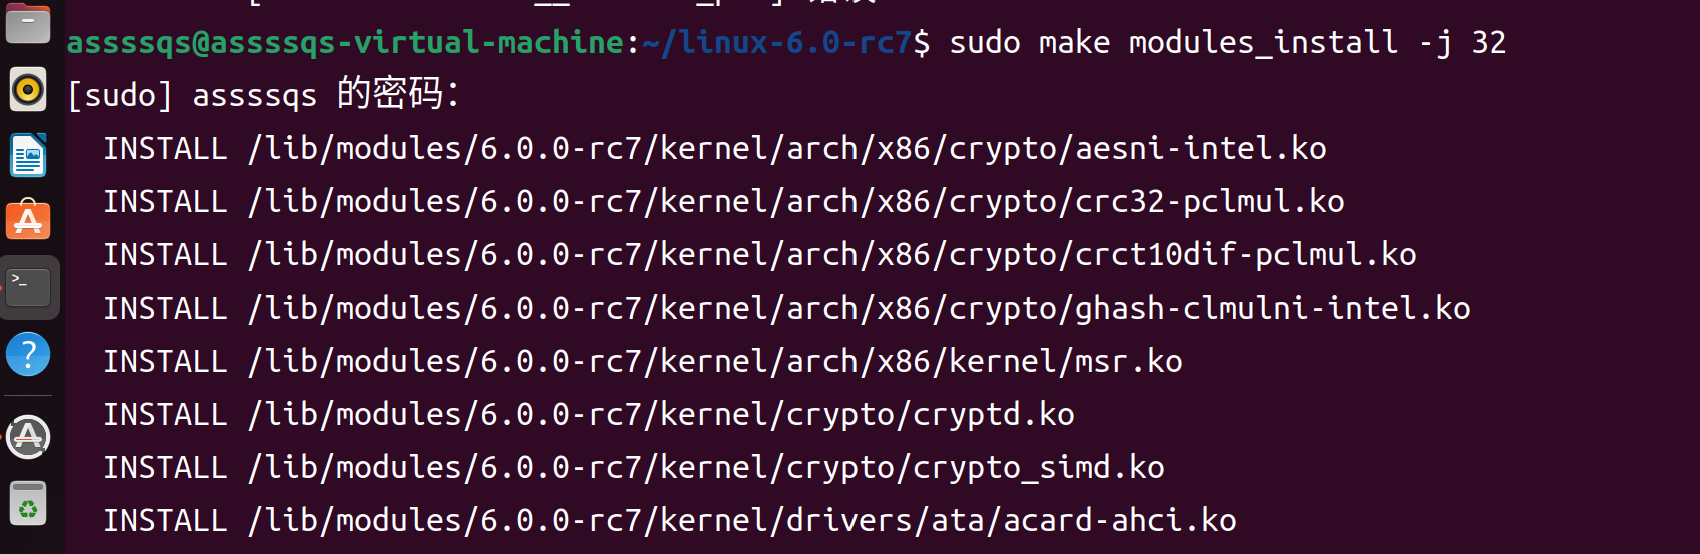 assssqs@assssqs-virtual-machine:~/linux-6.0-rc7$ sudo make modules_install -j 32
[sudo] assssqs 的密码：
INSTALL /lib/modules/6.0.0-rc7/kernel/arch/x86/crypto/aesni-intel.ko
INSTALL /lib/modules/6.0.0-rc7/kernel/arch/x86/crypto/crc32-pclmul.ko
INSTALL /lib/modules/6.0.0-rc7/kernel/arch/x86/crypto/crct10dif-pclmul.ko
INSTALL /lib/modules/6.0.0-rc7/kernel/arch/x86/crypto/ghash-clmulni-intel.ko
INSTALL /lib/modules/6.0.0-rc7/kernel/arch/x86/kernel/msr.ko
INSTALL /lib/modules/6.0.0-rc7/kernel/crypto/cryptd.ko
INSTALL /lib/modules/6.0.0-rc7/kernel/crypto/crypto_simd.ko
INSTALL /lib/modules/6.0.0-rc7/kernel/drivers/ata/acard-ahci.ko